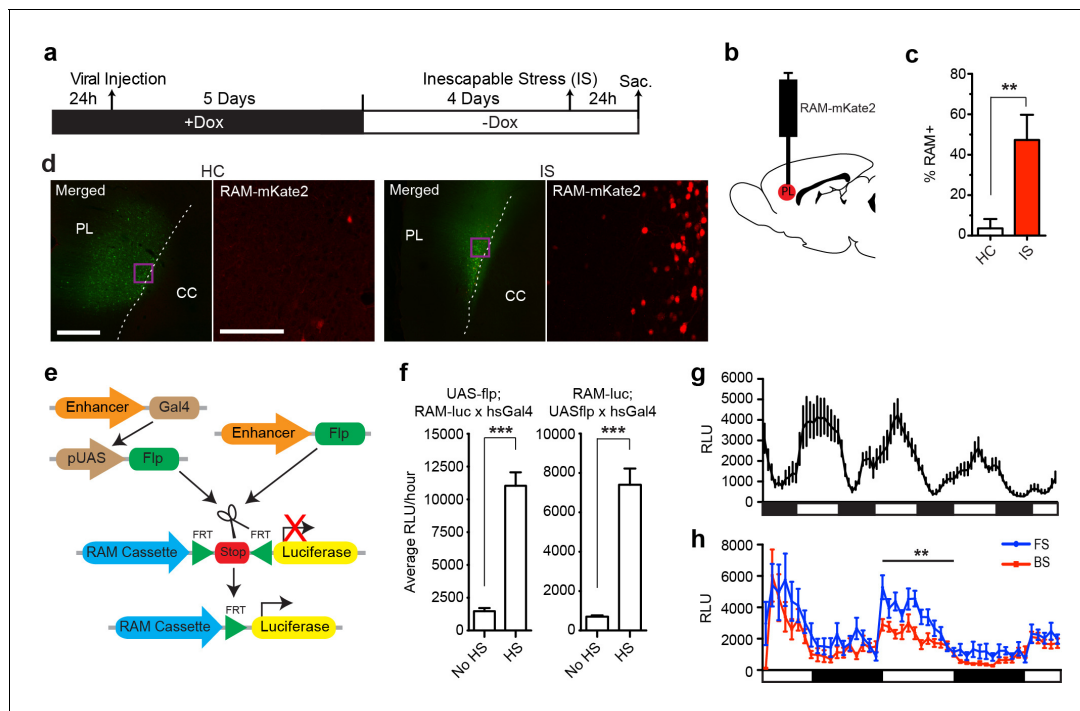 a
Viral Injection
Inescapable Stress (IS)
Sac.
24h
5 Days
4 Days
24h
+Dox
-Dox
b
RAM-mKate2
PL
c
% RAM+
80
60
40
20
0
**
HC
IS
d
HC
IS
Merged
RAM-mKate2
Merged
RAM-mKate2
PL
CC
PL
CC
e
Enhancer
Gal4
pUAS
Flp
Enhancer
Flp
RAM Cassette
FRT
Stop
FRT
Luciferase
RAM Cassette
FRT
Luciferase
f
UAS-flp;
RAM-luc x hsGal4
RAM-luc;
UASflp x hsGal4
Average RLU/hour
15000
12500
10000
7500
5000
2500
0
***
No HS
HS
10000
8000
6000
4000
2000
0
***
No HS
HS
g
RLU
6000
5000
4000
3000
2000
1000
0
h
RLU
8000
6000
4000
2000
0
**
FS
BS